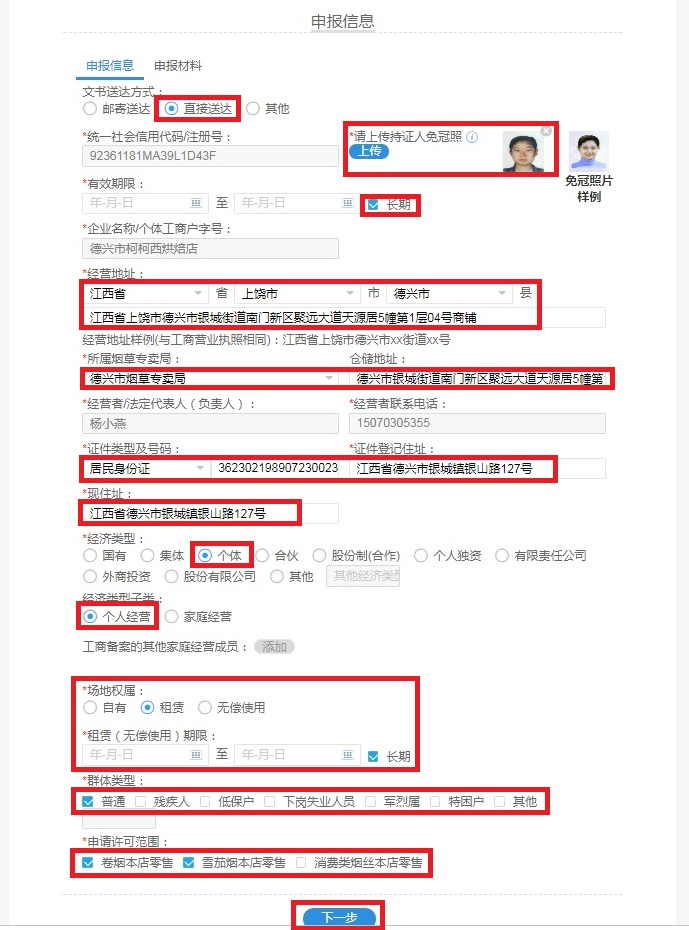 申报信息
申报信息 申报材料
文书送达方式：
邮寄送达 直接送达 其他
*统一社会信用代码/注册号： *请上传持证人免冠照
92361181MA39L1D43F 上传
免冠照片
样例
*有效期限：
年-月-日 至 年-月-日 长期
*企业名称/个体工商户字号：
德兴市柯柯西烘焙店
*经营地址：
江西省 省 上饶市 市 德兴市 县
江西省上饶市德兴市银城街道南门新区聚远大道天源居5幢第1层04号商铺
经营地址样例(与工商营业执照相同)：江西省上饶市德兴市xx街道xx号
*所属烟草专卖局： 仓储地址：
德兴市烟草专卖局 德兴市银城街道南门新区聚远大道天源居5幢第
*经营者/法定代表人（负责人）： *经营者联系电话：
杨小燕 15070305355
*证件类型及号码： *证件登记住址：
居民身份证 362302198907230023 江西省德兴市银城镇银山路127号
*现住址：
江西省德兴市银城镇银山路127号
*经济类型：
国有 集体 个体 合伙 股份制(合作) 个人独资 有限责任公司
外商投资 股份有限公司 其他 其他经济类型
经济类型子类：
个人经营 家庭经营
工商备案的其他家庭经营成员： 添加
*场地权属：
自有 租赁 无偿使用
*租赁（无偿使用）期限：
年-月-日 至 年-月-日 长期
*群体类型：
普通 残疾人 低保户 下岗失业人员 军烈属 特困户 其他
*申请许可范围：
卷烟本店零售 雪茄烟本店零售 消费类烟丝本店零售
下一步